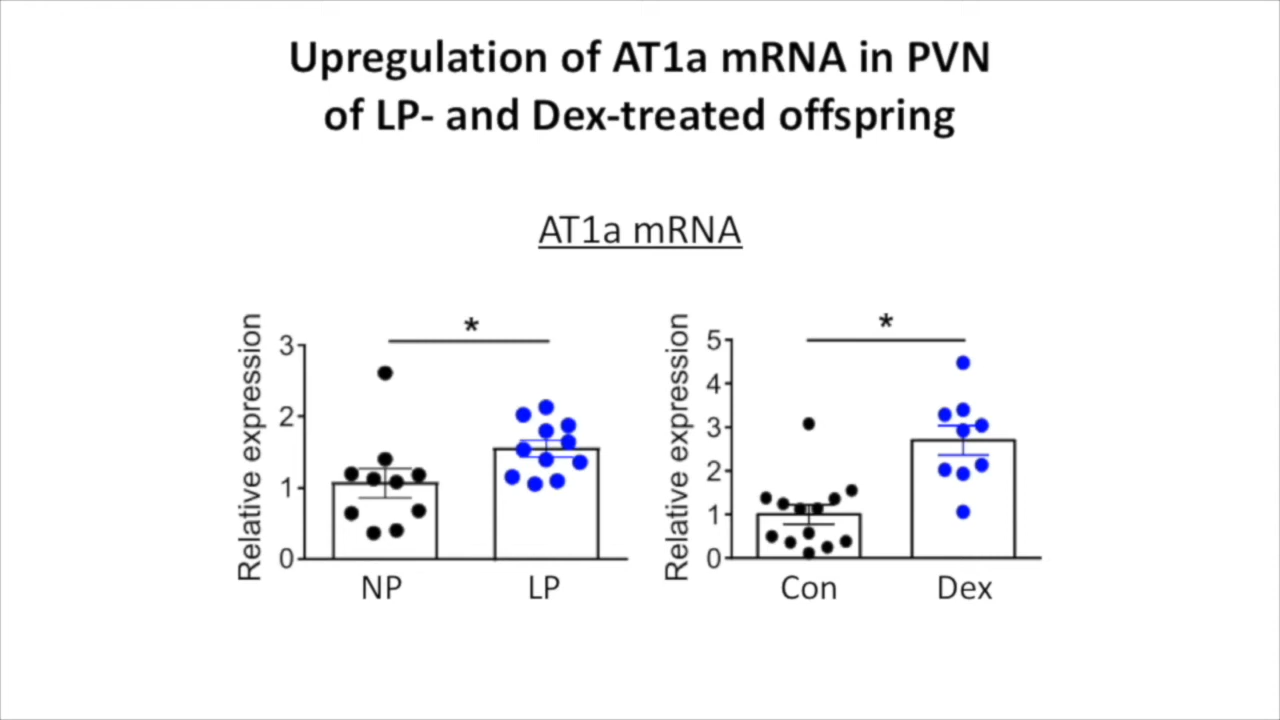 Upregulation of AT1a mRNA in PVN
of LP- and Dex-treated offspring
AT1a mRNA
Relative expression
3
2
1
0
*
NP
LP
Relative expression
5
4
3
2
1
0
*
Con
Dex